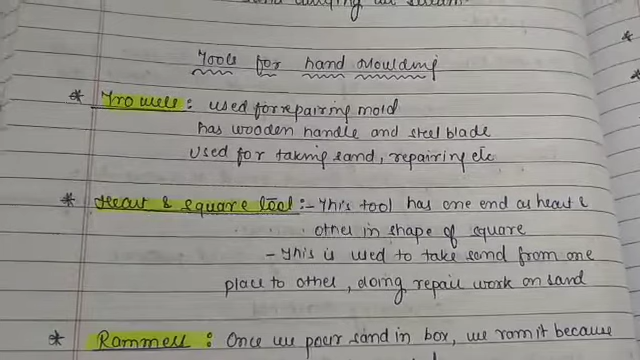 Tools for hand moulding
* Trowels : used for repairing mold
has wooden handle and steel blade
used for taking sand, repairing etc
* Heart & square tool :- This tool has one end as heart &
other in shape of square
- This is used to take sand from one
place to other, doing repair work on sand
* Rammers : Once we pour sand in box, we ram it because